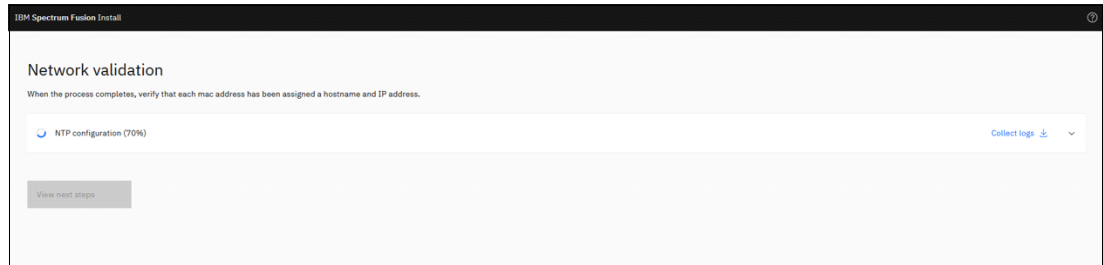 IBM Spectrum Fusion Install
Network validation
When the process completes, verify that each mac address has been assigned a hostname and IP address.
NTP configuration (70%)
Collect logs
View next steps